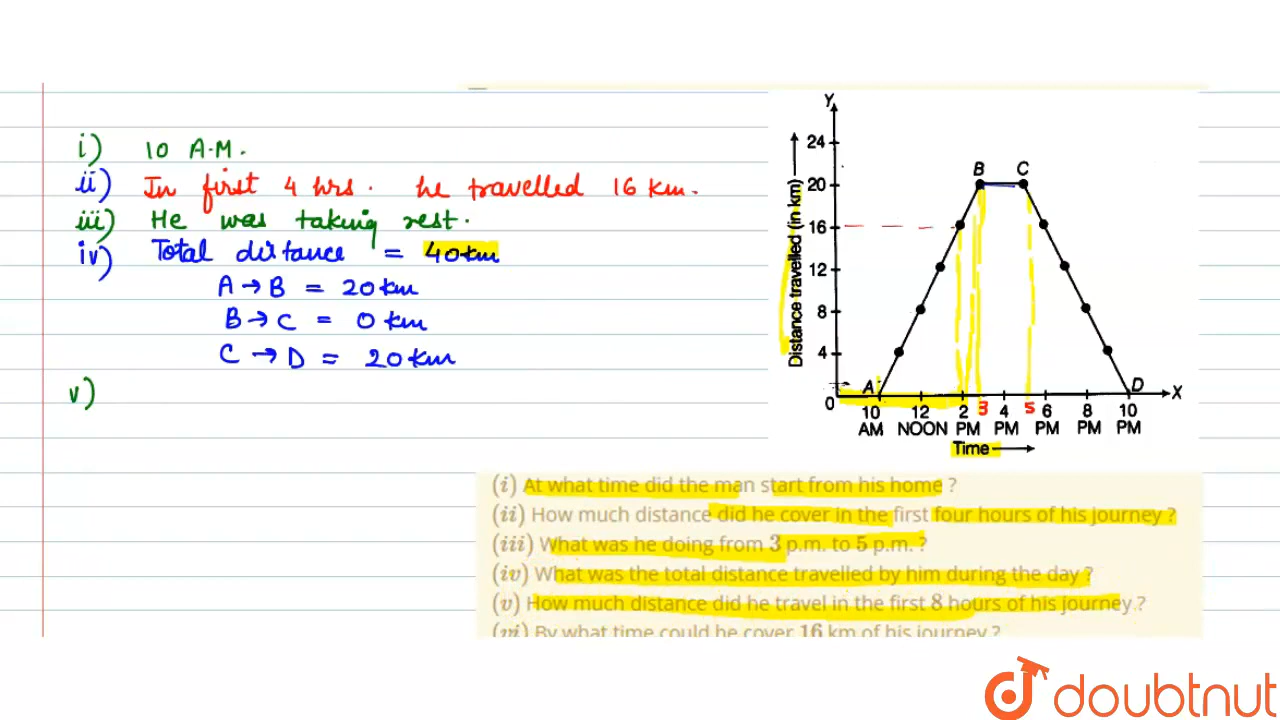 i) 10 A.M.
ii) In first 4 hrs. he travelled 16 km.
iii) He was taking rest.
iv) Total distance = 40km
A → B = 20km
B → C = 0 km
C → D = 20km
v)
Y
24
20
16
12
8
4
0
Distance travelled (in km)
A
B
C
D
X
10 12 2 3 4 5 6 8 10
AM NOON PM PM PM PM PM
Time
(i) At what time did the man start from his home ?
(ii) How much distance did he cover in the first four hours of his journey ?
(iii) What was he doing from 3 p.m. to 5 p.m. ?
(iv) What was the total distance travelled by him during the day ?
(v) How much distance did he travel in the first 8 hours of his journey ?
(vi) By what time could he cover 16 km of his journey ?
doubtnut